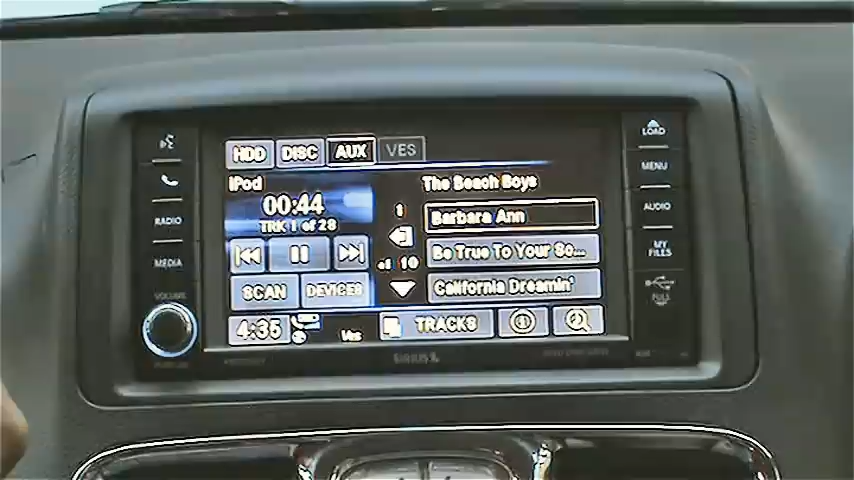 LOAD
HDD DISC AUX VES
MENU
iPod
The Beach Boys
00:44
TRK 1 of 28
1
Barbara Ann
RADIO
AUDIO
Be True To Your So...
MY
FILES
MEDIA
of 10
SCAN DEVICES
California Dreamin'
PULL
VOLUME
4:35
Ves
TRACKS
SIRIUS